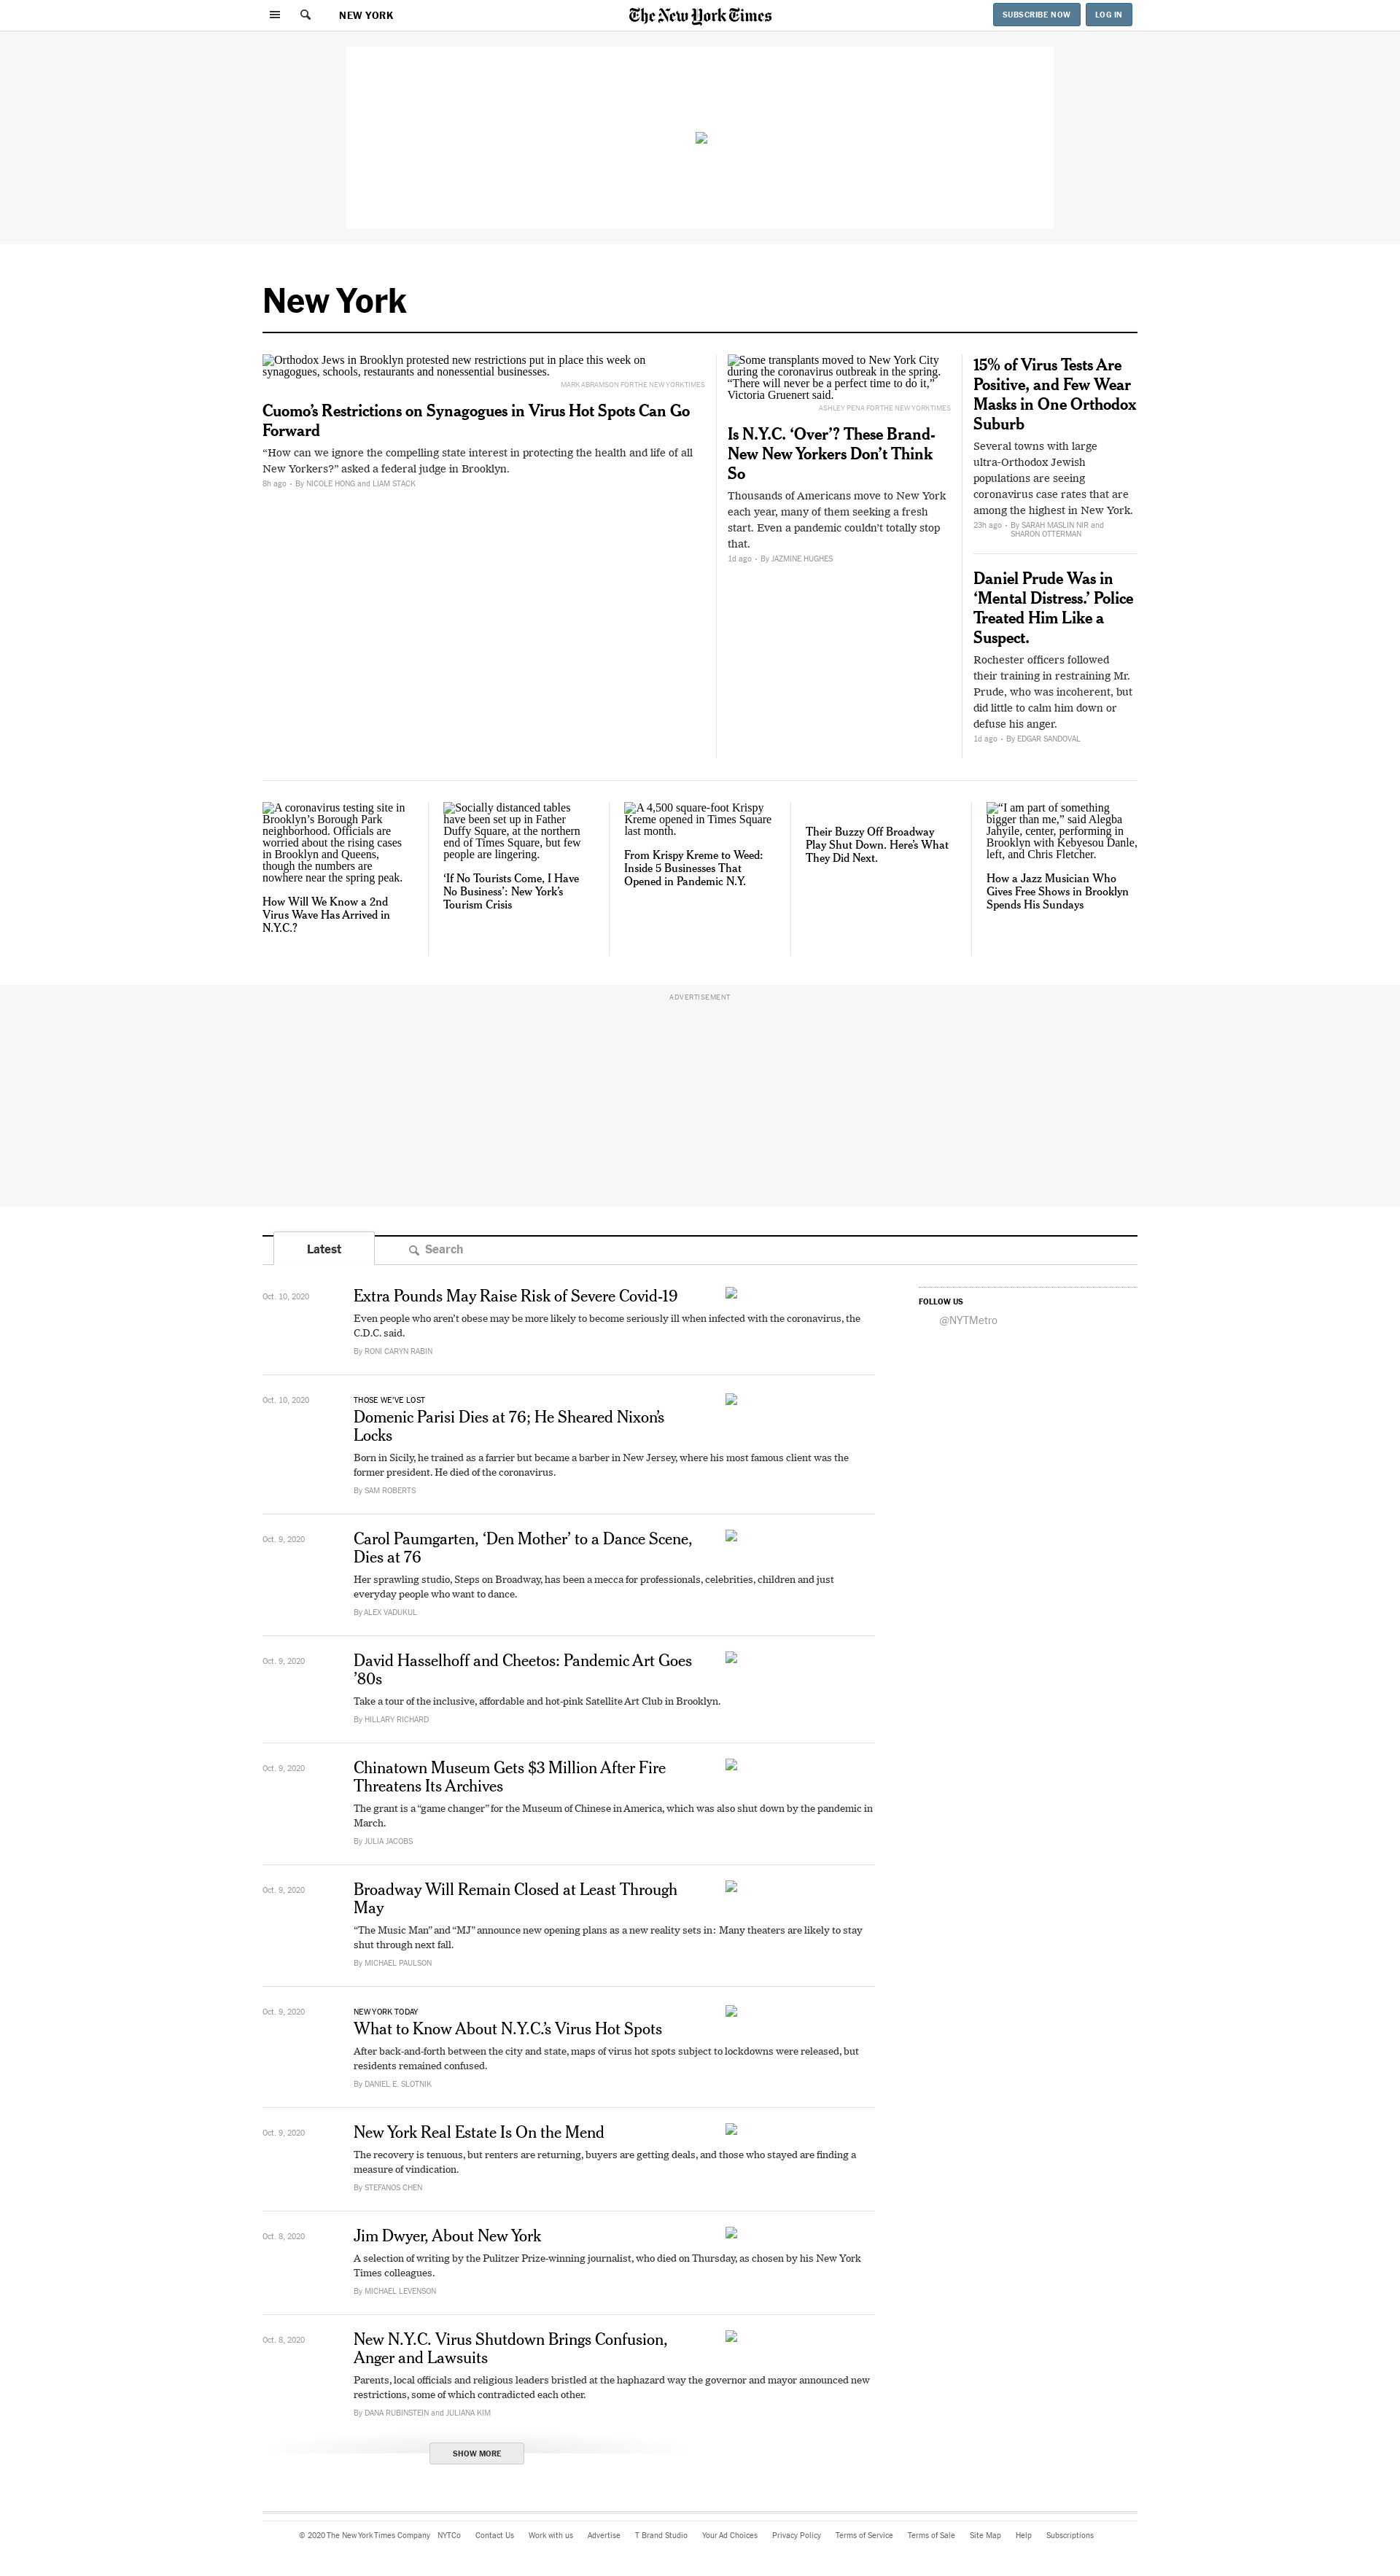 NEW YORK
The New York Times
SUBSCRIBE NOW
LOG IN
New York
Orthodox Jews in Brooklyn protested new restrictions put in place this week on
synagogues, schools, restaurants and nonessential businesses.
MARK ABRAMSON FOR THE NEW YORK TIMES
Cuomo’s Restrictions on Synagogues in Virus Hot Spots Can Go
Forward
“How can we ignore the compelling state interest in protecting the health and life of all
New Yorkers?” asked a federal judge in Brooklyn.
8h ago • By NICOLE HONG and LIAM STACK
Some transplants moved to New York City
during the coronavirus outbreak in the spring.
“There will never be a perfect time to do it,”
Victoria Gruenert said.
ASHLEY PENA FOR THE NEW YORK TIMES
Is N.Y.C. ‘Over’? These Brand-
New New Yorkers Don’t Think
So
Thousands of Americans move to New York
each year, many of them seeking a fresh
start. Even a pandemic couldn’t totally stop
that.
1d ago • By JAZMINE HUGHES
15% of Virus Tests Are
Positive, and Few Wear
Masks in One Orthodox
Suburb
Several towns with large
ultra-Orthodox Jewish
populations are seeing
coronavirus case rates that are
among the highest in New York.
23h ago • By SARAH MASLIN NIR and
SHARON OTTERMAN
Daniel Prude Was in
‘Mental Distress.’ Police
Treated Him Like a
Suspect.
Rochester officers followed
their training in restraining Mr.
Prude, who was incoherent, but
did little to calm him down or
defuse his anger.
1d ago • By EDGAR SANDOVAL
A coronavirus testing site in
Brooklyn’s Borough Park
neighborhood. Officials are
worried about the rising cases
in Brooklyn and Queens,
though the numbers are
nowhere near the spring peak.
How Will We Know a 2nd
Virus Wave Has Arrived in
N.Y.C.?
Socially distanced tables
have been set up in Father
Duffy Square, at the northern
end of Times Square, but few
people are lingering.
‘If No Tourists Come, I Have
No Business’: New York’s
Tourism Crisis
A 4,500 square-foot Krispy
Kreme opened in Times Square
last month.
From Krispy Kreme to Weed:
Inside 5 Businesses That
Opened in Pandemic N.Y.
Their Buzzy Off Broadway
Play Shut Down. Here’s What
They Did Next.
“I am part of something
bigger than me,” said Alegba
Jahyile, center, performing in
Brooklyn with Kebyesou Dale,
left, and Chris Fletcher.
How a Jazz Musician Who
Gives Free Shows in Brooklyn
Spends His Sundays
ADVERTISEMENT
Latest
Search
Oct. 10, 2020
Extra Pounds May Raise Risk of Severe Covid-19
Even people who aren’t obese may be more likely to become seriously ill when infected with the coronavirus, the
C.D.C. said.
By RONI CARYN RABIN
FOLLOW US
@NYTMetro
Oct. 10, 2020
THOSE WE’VE LOST
Domenic Parisi Dies at 76; He Sheared Nixon’s
Locks
Born in Sicily, he trained as a farrier but became a barber in New Jersey, where his most famous client was the
former president. He died of the coronavirus.
By SAM ROBERTS
Oct. 9, 2020
Carol Paumgarten, ‘Den Mother’ to a Dance Scene,
Dies at 76
Her sprawling studio, Steps on Broadway, has been a mecca for professionals, celebrities, children and just
everyday people who want to dance.
By ALEX VADUKUL
Oct. 9, 2020
David Hasselhoff and Cheetos: Pandemic Art Goes
’80s
Take a tour of the inclusive, affordable and hot-pink Satellite Art Club in Brooklyn.
By HILLARY RICHARD
Oct. 9, 2020
Chinatown Museum Gets $3 Million After Fire
Threatens Its Archives
The grant is a “game changer” for the Museum of Chinese in America, which was also shut down by the pandemic in
March.
By JULIA JACOBS
Oct. 9, 2020
Broadway Will Remain Closed at Least Through
May
“The Music Man” and “MJ” announce new opening plans as a new reality sets in: Many theaters are likely to stay
shut through next fall.
By MICHAEL PAULSON
Oct. 9, 2020
NEW YORK TODAY
What to Know About N.Y.C.’s Virus Hot Spots
After back-and-forth between the city and state, maps of virus hot spots subject to lockdowns were released, but
residents remained confused.
By DANIEL E. SLOTNIK
Oct. 9, 2020
New York Real Estate Is On the Mend
The recovery is tenuous, but renters are returning, buyers are getting deals, and those who stayed are finding a
measure of vindication.
By STEFANOS CHEN
Oct. 8, 2020
Jim Dwyer, About New York
A selection of writing by the Pulitzer Prize-winning journalist, who died on Thursday, as chosen by his New York
Times colleagues.
By MICHAEL LEVENSON
Oct. 8, 2020
New N.Y.C. Virus Shutdown Brings Confusion,
Anger and Lawsuits
Parents, local officials and religious leaders bristled at the haphazard way the governor and mayor announced new
restrictions, some of which contradicted each other.
By DANA RUBINSTEIN and JULIANA KIM
SHOW MORE
© 2020 The New York Times Company NYTCo Contact Us Work with us Advertise T Brand Studio Your Ad Choices Privacy Policy Terms of Service Terms of Sale Site Map Help Subscriptions